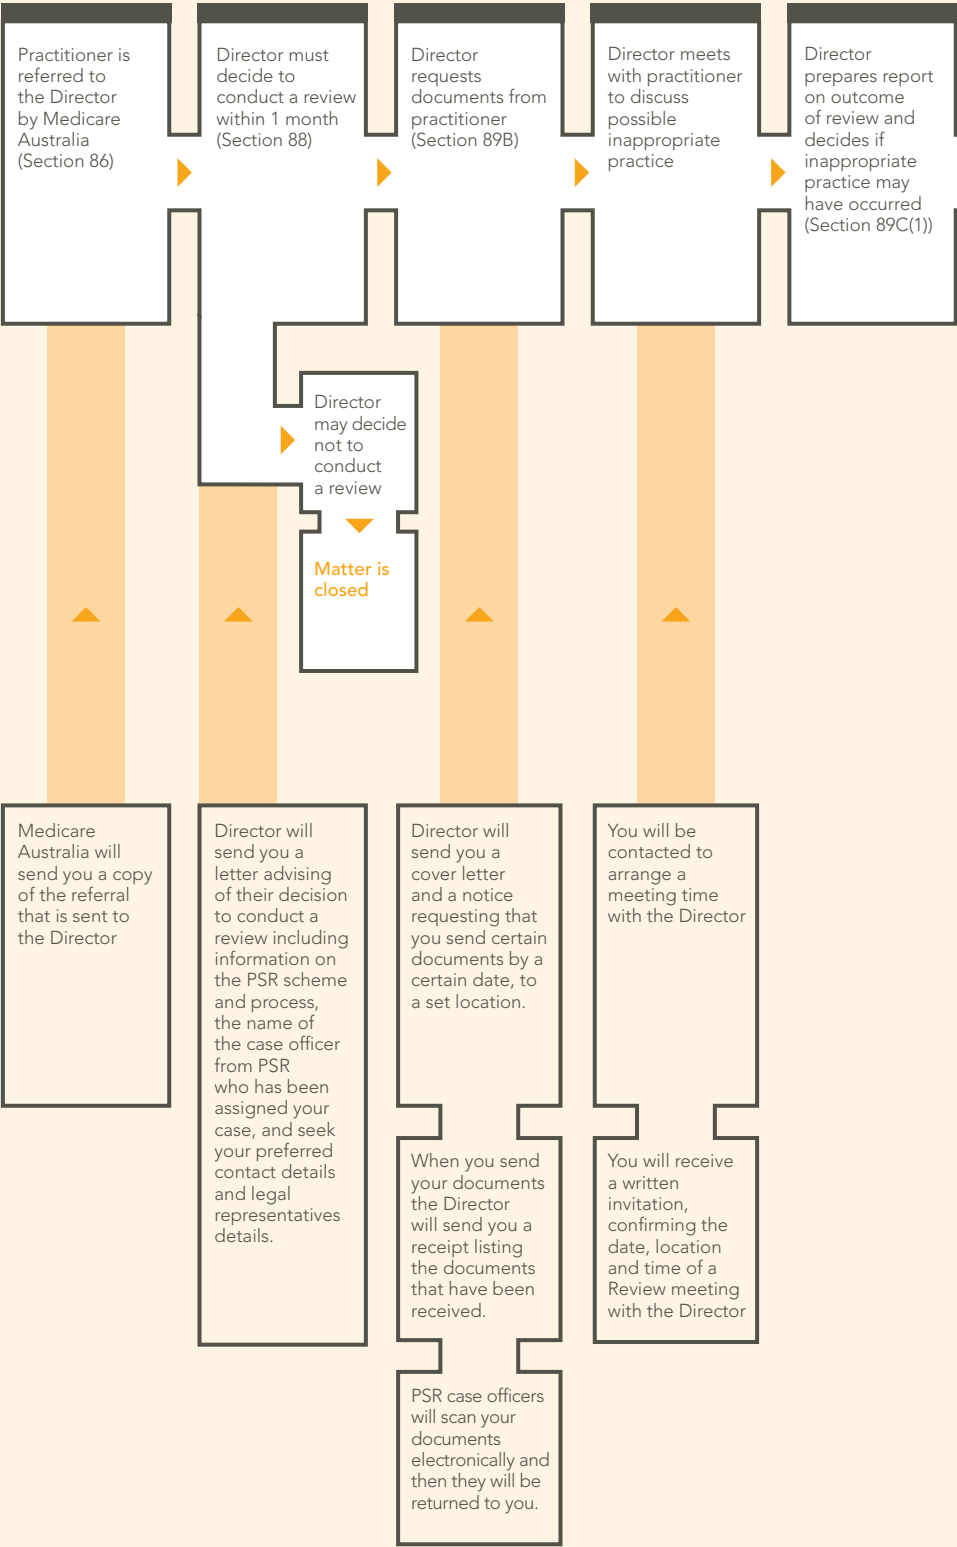 Practitioner is
referred to
the Director
by Medicare
Australia
(Section 86)
Director must
decide to
conduct a review
within 1 month
(Section 88)
Director
requests
documents from
practitioner
(Section 89B)
Director meets
with practitioner
to discuss
possible
inappropriate
practice
Director
prepares report
on outcome
of review and
decides if
inappropriate
practice may
have occurred
(Section 89C(1))
Director
may decide
not to
conduct
a review
Matter is
closed
Medicare
Australia will
send you a copy
of the referral
that is sent to
the Director
Director will
send you a
letter advising
of their decision
to conduct a
review including
information on
the PSR scheme
and process,
the name of
the case officer
from PSR
who has been
assigned your
case, and seek
your preferred
contact details
and legal
representatives
details.
Director will
send you a
cover letter
and a notice
requesting that
you send certain
documents by a
certain date, to
a set location.
When you send
your documents
the Director
will send you a
receipt listing
the documents
that have been
received.
PSR case officers
will scan your
documents
electronically and
then they will be
returned to you.
You will be
contacted to
arrange a
meeting time
with the Director
You will receive
a written
invitation,
confirming the
date, location
and time of a
Review meeting
with the Director